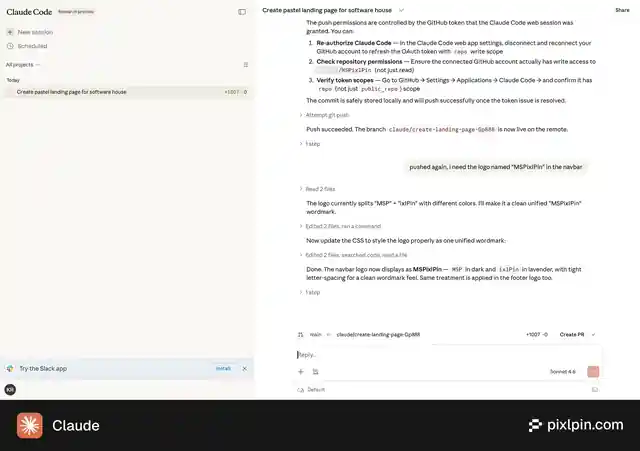 Claude Code Research preview
New session
Scheduled
All projects
Today
Create pastel landing page for software house +1007 -0
Try the Slack app Install
KR
Create pastel landing page for software house Share
The push permissions are controlled by the GitHub token that the Claude Code web session was
granted. You can:
1. Re-authorize Claude Code — In the Claude Code web app settings, disconnect and reconnect your
GitHub account to refresh the OAuth token with repo write scope
2. Check repository permissions — Ensure the connected GitHub account actually has write access to
/MSPixlPin (not just read)
3. Verify token scopes — Go to GitHub → Settings → Applications → Claude Code → and confirm it has
repo (not just public_repo) scope
The commit is safely stored locally and will push successfully once the token issue is resolved.
Attempt git push
Push succeeded. The branch claude/create-landing-page-Gp888 is now live on the remote.
1 step
pushed again, i need the logo named "MSPixlPin" in the navbar
Read 2 files
The logo currently splits "MSP" + "ixlPin" with different colors. I'll make it a clean unified "MSPixlPin"
wordmark.
Edited 2 files, ran a command
Now update the CSS to style the logo properly as one unified wordmark:
Edited 2 files, searched code, read a file
Done. The navbar logo now displays as MSPixlPin — MSP in dark and ixlPin in lavender, with tight
letter-spacing for a clean wordmark feel. Same treatment is applied in the footer logo too.
1 step
main ← claude/create-landing-page-Gp888 +1007 -0 Create PR
Reply...
Sonnet 4.6
Default
Claude
pixlpin.com